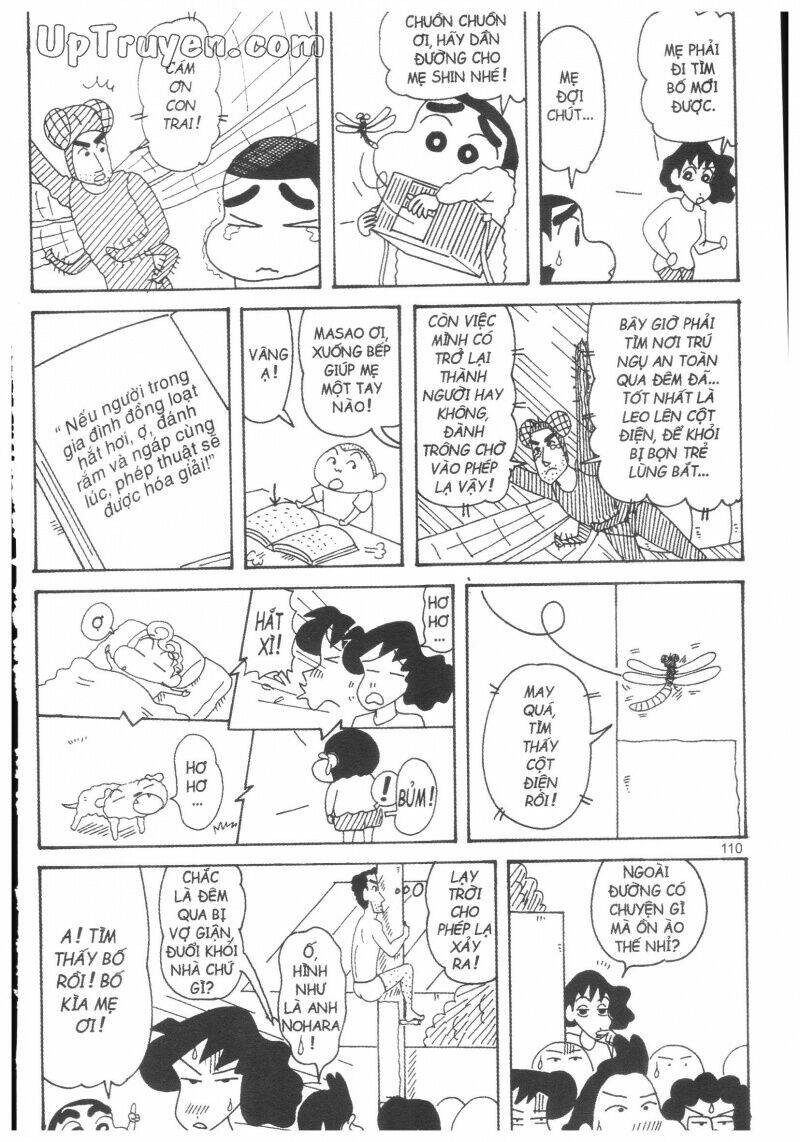 UpTruyen.com
CẢM
ƠN
CON
TRAI!
CHUỒN CHUỒN
ƠI, HÃY DẪN
ĐƯỜNG CHO
MẸ SHIN NHÉ!
MẸ
ĐỢI
CHÚT...
MẸ PHẢI
ĐI TÌM
BỐ MỚI
ĐƯỢC.
“Nếu người trong
gia đình đồng loạt
hắt hơi, ợ, đánh
rắm và ngáp cùng
lúc, phép thuật sẽ
được hóa giải!”
VÂNG
Ạ!
MASAO ƠI,
XUỐNG BẾP
GIÚP MẸ
MỘT TAY
NÀO!
CÒN VIỆC
MÌNH CÓ
TRỞ LẠI
THÀNH
NGƯỜI HAY
KHÔNG,
ĐÀNH
TRÔNG CHỜ
VÀO PHÉP
LẠ VẬY!
BÂY GIỜ PHẢI
TÌM NƠI TRÚ
NGỤ AN TOÀN
QUA ĐÊM ĐÃ...
TỐT NHẤT LÀ
LEO LÊN CỘT
ĐIỆN, ĐỂ KHỎI
BỊ BỌN TRẺ
LÙNG BẮT...
Ợ
HẮT
XÌ!
HƠ
HƠ
...
HƠ
HƠ
...
!
BỦM!
MAY
QUÁ,
TÌM
THẤY
CỘT
ĐIỆN
RỒI!
110
A! TÌM
THẤY BỐ
RỒI! BỐ
KÌA MẸ
ƠI!
CHẮC
LÀ ĐÊM
QUA BỊ
VỢ GIẬN,
ĐUỔI KHỎI
NHÀ CHỨ
GÌ?
Ố,
HÌNH
NHƯ
LÀ ANH
NOHARA
!
LẠY
TRỜI
CHO
PHÉP LẠ
XẢY
RA!
NGOÀI
ĐƯỜNG CÓ
CHUYỆN GÌ
MÀ ỒN ÀO
THẾ NHỈ?